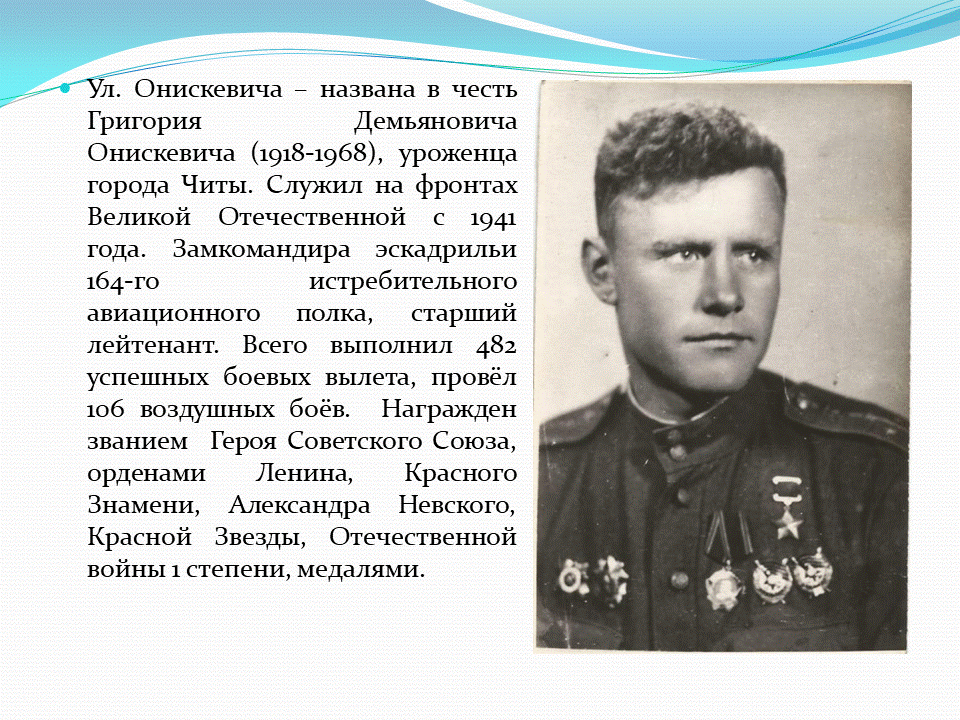 Ул. Онискевича – названа в честь
Григория Демьяновича
Онискевича (1918-1968), уроженца
города Читы. Служил на фронтах
Великой Отечественной с 1941
года. Замкомандира эскадрильи
164-го истребительного
авиационного полка, старший
лейтенант. Всего выполнил 482
успешных боевых вылета, провёл
106 воздушных боёв. Награжден
званием Героя Советского Союза,
орденами Ленина, Красного
Знамени, Александра Невского,
Красной Звезды, Отечественной
войны 1 степени, медалями.